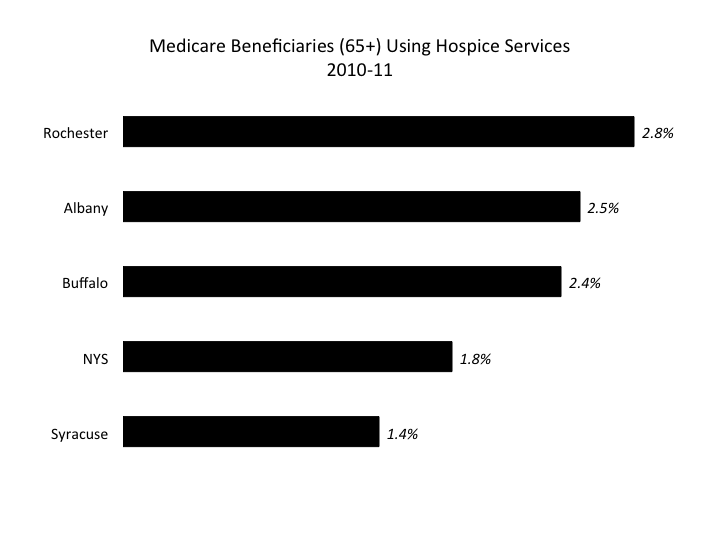 Medicare Beneficiaries (65+) Using Hospice Services
2010-11
Rochester 2.8%
Albany 2.5%
Buffalo 2.4%
NYS 1.8%
Syracuse 1.4%